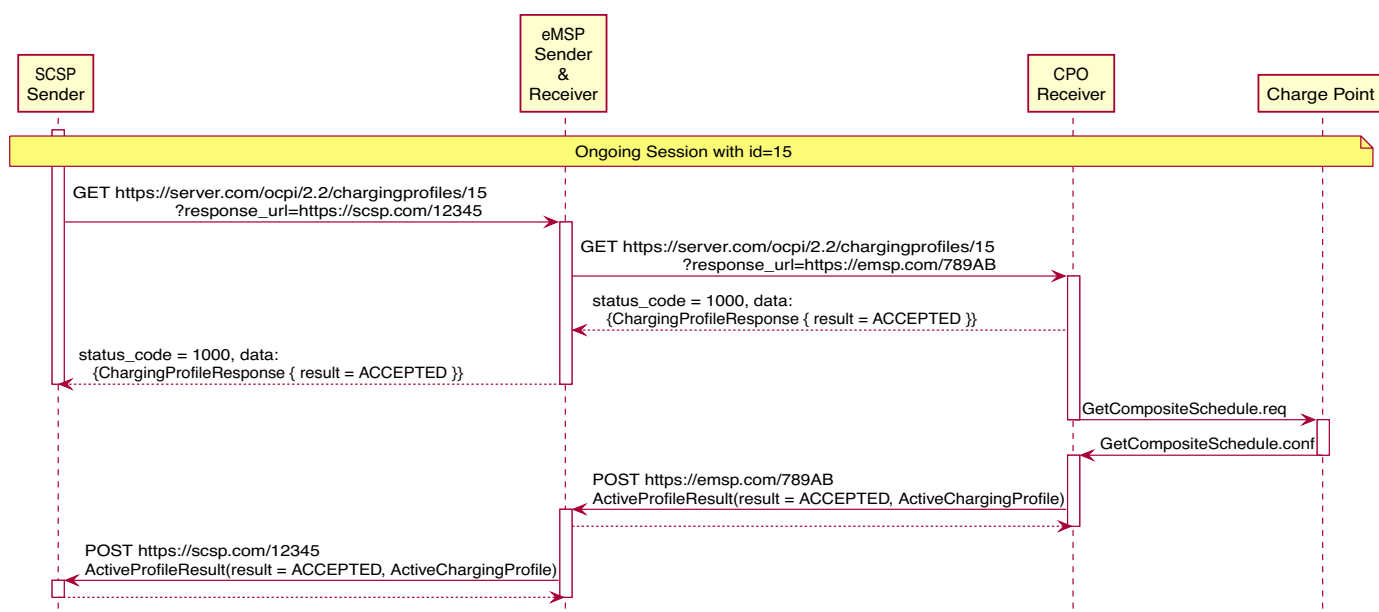 SCSP
Sender
eMSP
Sender
&
Receiver
CPO
Receiver
Charge Point
Ongoing Session with id=15
GET https://server.com/ocpi/2.2/chargingprofiles/15
?response_url=https://scsp.com/12345
GET https://server.com/ocpi/2.2/chargingprofiles/15
?response_url=https://emsp.com/789AB
status_code = 1000, data:
{ChargingProfileResponse { result = ACCEPTED }}
status_code = 1000, data:
{ChargingProfileResponse { result = ACCEPTED }}
GetCompositeSchedule.req
GetCompositeSchedule.conf
POST https://emsp.com/789AB
ActiveProfileResult(result = ACCEPTED, ActiveChargingProfile)
POST https://scsp.com/12345
ActiveProfileResult(result = ACCEPTED, ActiveChargingProfile)